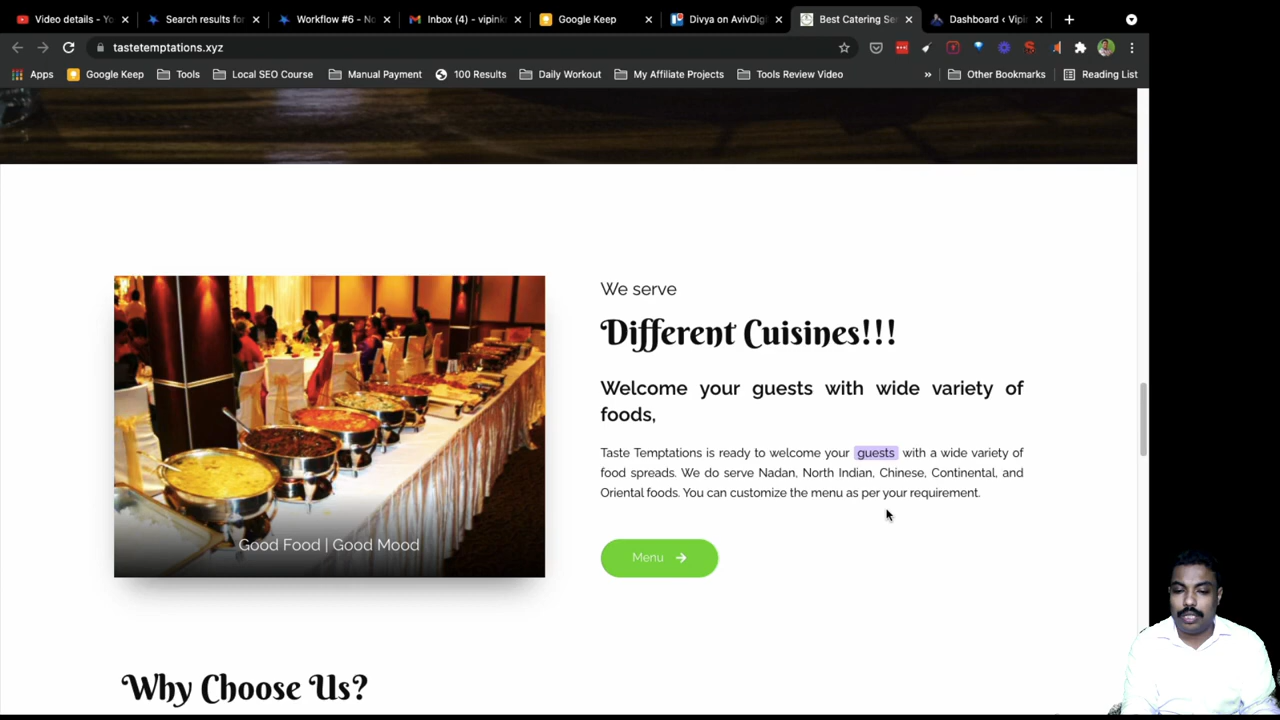 Video details - Yo
Search results for
Workflow #6 - No
Inbox (4) - vipink
Google Keep
Divya on AvivDigi
Best Catering Se
Dashboard ‹ Vipi
tastetemptations.xyz
Apps
Google Keep
Tools
Local SEO Course
Manual Payment
100 Results
Daily Workout
My Affiliate Projects
Tools Review Video
»
Other Bookmarks
Reading List
We serve
Different Cuisines!!!
Welcome your guests with wide variety of
foods,
Taste Temptations is ready to welcome your guests with a wide variety of
food spreads. We do serve Nadan, North Indian, Chinese, Continental, and
Oriental foods. You can customize the menu as per your requirement.
Good Food | Good Mood
Menu →
Why Choose Us?